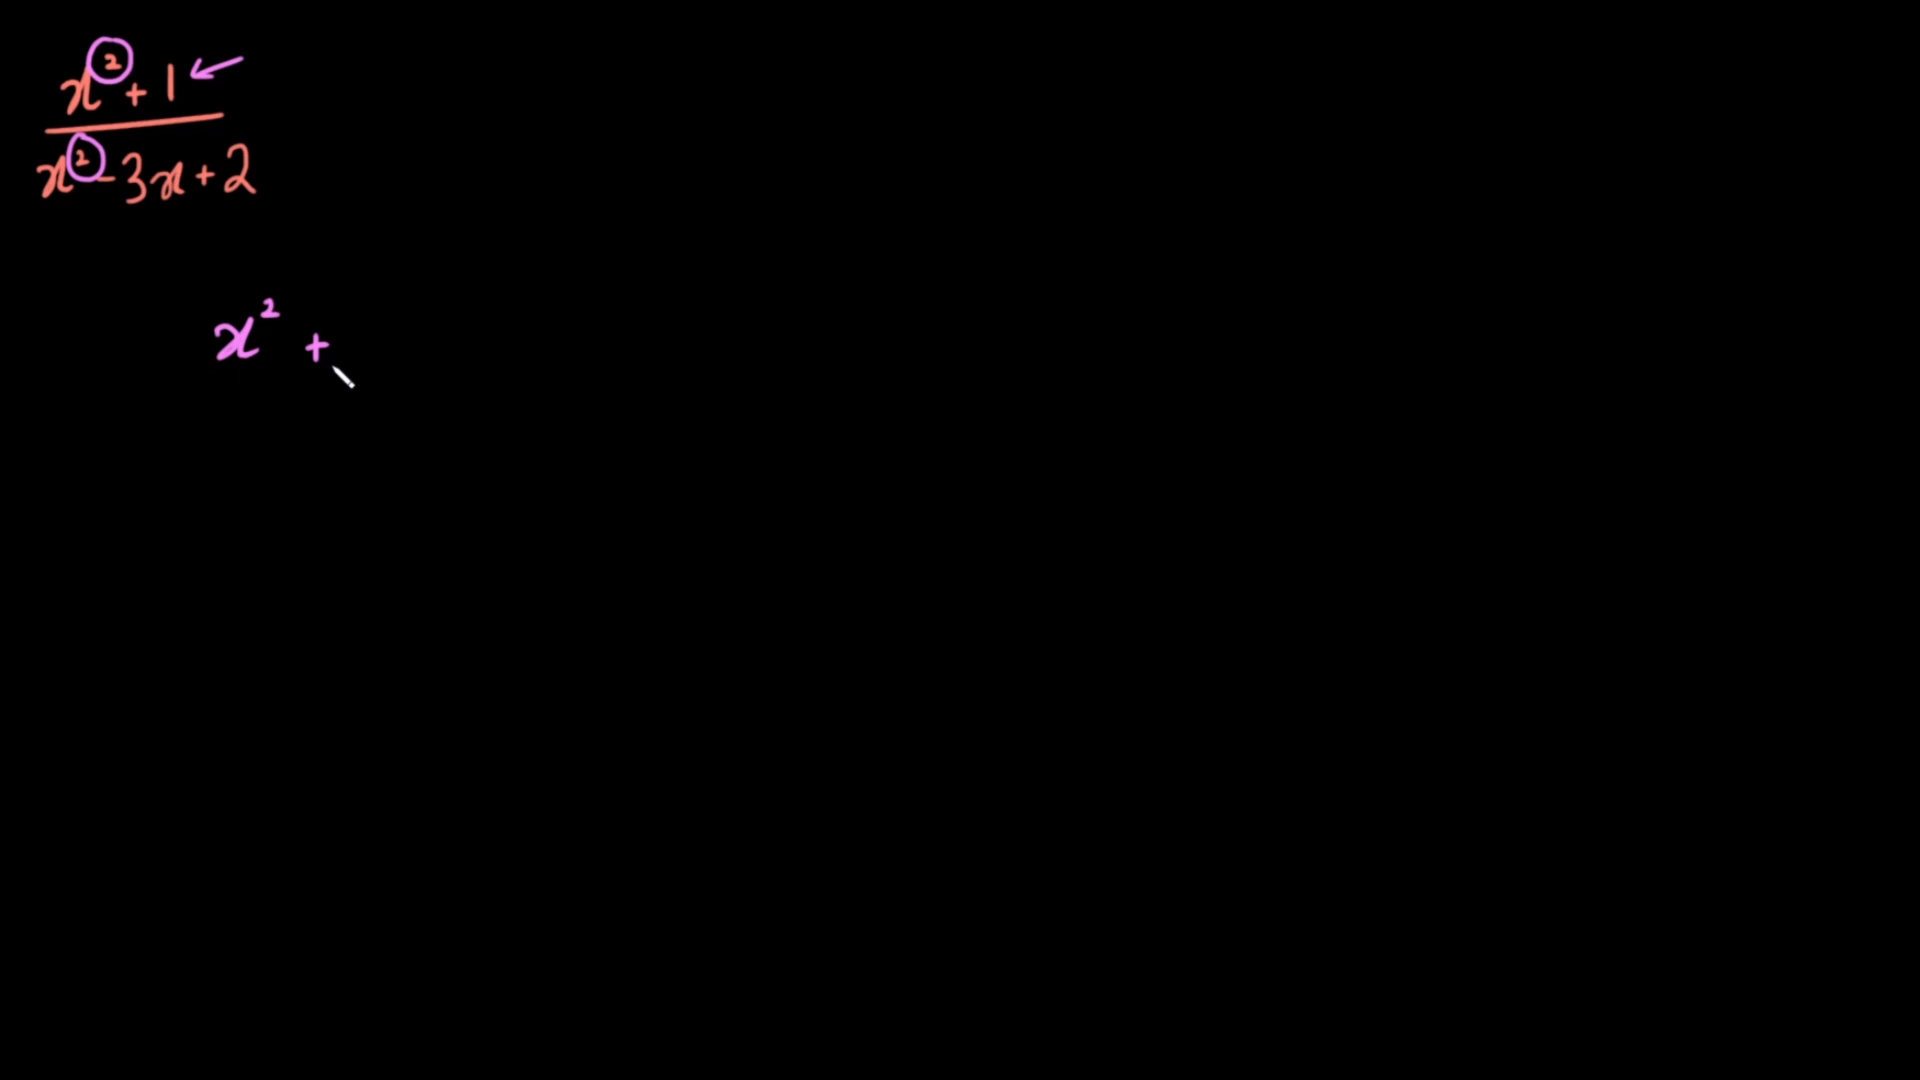 x² + 1
x² - 3x + 2
x² +